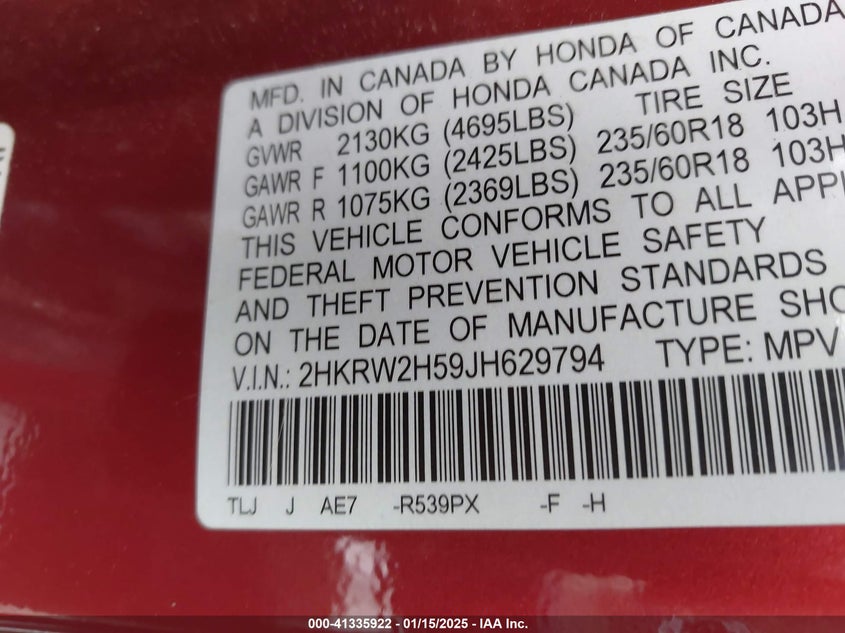 MFD. IN CANADA BY HONDA OF CANADA
A DIVISION OF HONDA CANADA INC.
GVWR 2130KG (4695LBS) TIRE SIZE
GAWR F 1100KG (2425LBS) 235/60R18 103H
GAWR R 1075KG (2369LBS) 235/60R18 103H
THIS VEHICLE CONFORMS TO ALL APPL
FEDERAL MOTOR VEHICLE SAFETY
AND THEFT PREVENTION STANDARDS
ON THE DATE OF MANUFACTURE SHO
V.I.N.: 2HKRW2H59JH629794 TYPE: MPV
TLJ J AE7 -R539PX -F -H
000-41335922 - 01/15/2025 - IAA Inc.